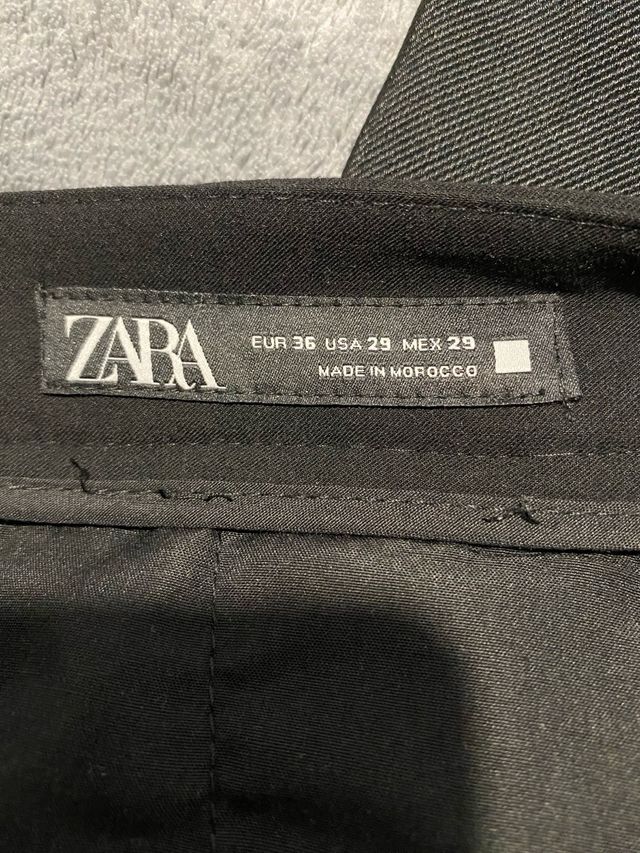 ZARA
EUR 36 USA 29 MEX 29
MADE IN MOROCCO